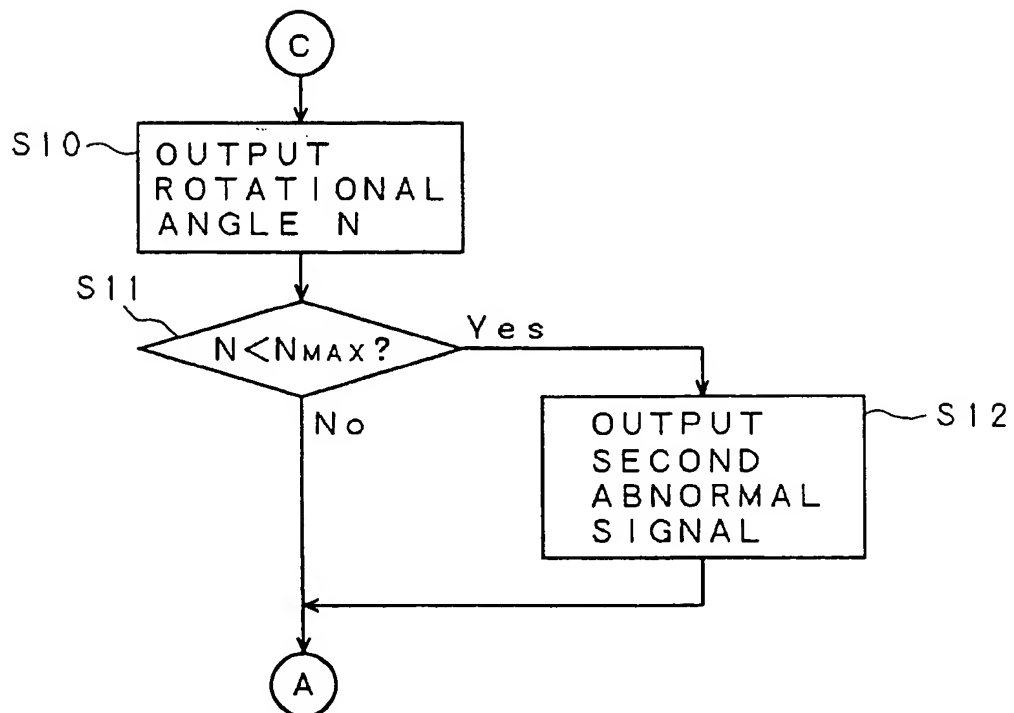 C
S10
OUTPUT
ROTATIONAL
ANGLE N
S11
N<NMAX?
Yes
No
S12
OUTPUT
SECOND
ABNORMAL
SIGNAL
A